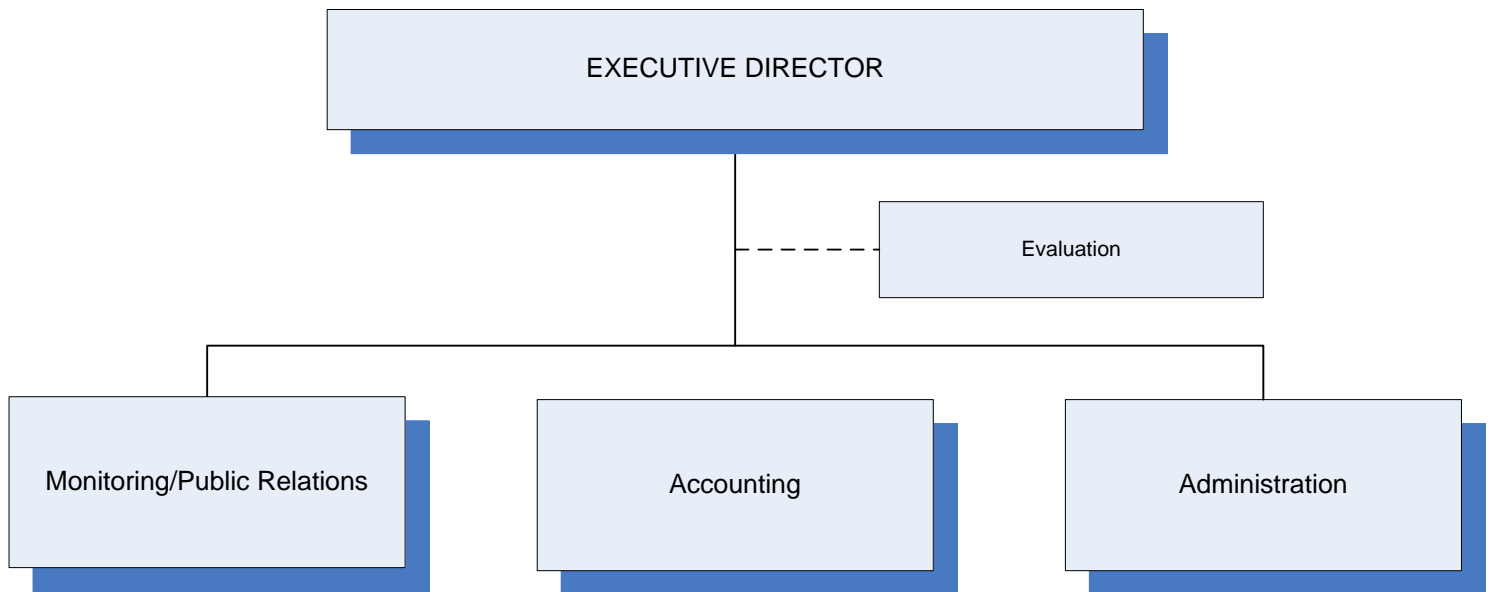 EXECUTIVE DIRECTOR
Evaluation
Monitoring/Public Relations
Accounting
Administration